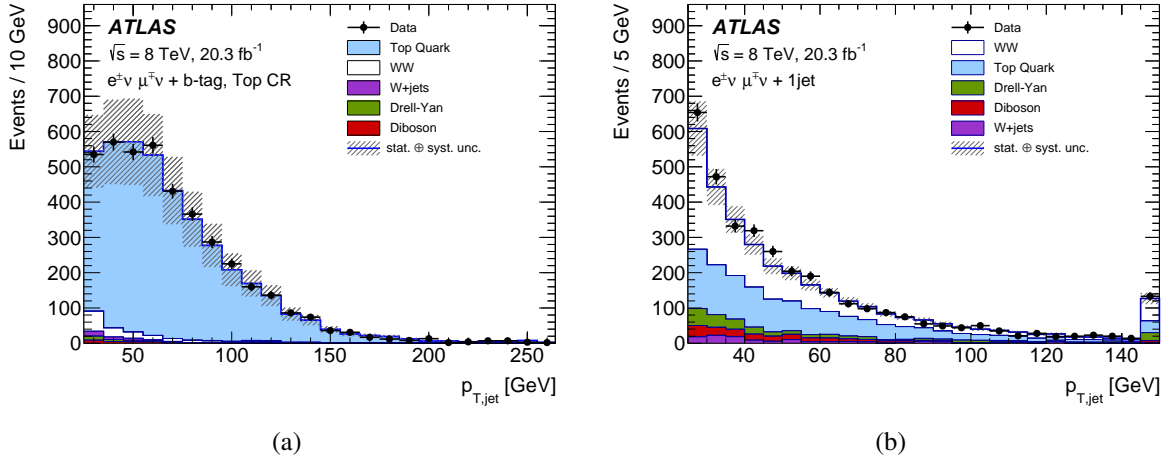 Events / 10 GeV
900
800
700
600
500
400
300
200
100
0
ATLAS
√s = 8 TeV, 20.3 fb⁻¹
e±ν μ∓ν + b-tag, Top CR
Data
Top Quark
WW
W+jets
Drell-Yan
Diboson
stat. ⊕ syst. unc.
50 100 150 200 250
p_T,jet [GeV]
(a)
Events / 5 GeV
900
800
700
600
500
400
300
200
100
0
ATLAS
√s = 8 TeV, 20.3 fb⁻¹
e±ν μ∓ν + 1jet
Data
WW
Top Quark
Drell-Yan
Diboson
W+jets
stat. ⊕ syst. unc.
40 60 80 100 120 140
p_T,jet [GeV]
(b)